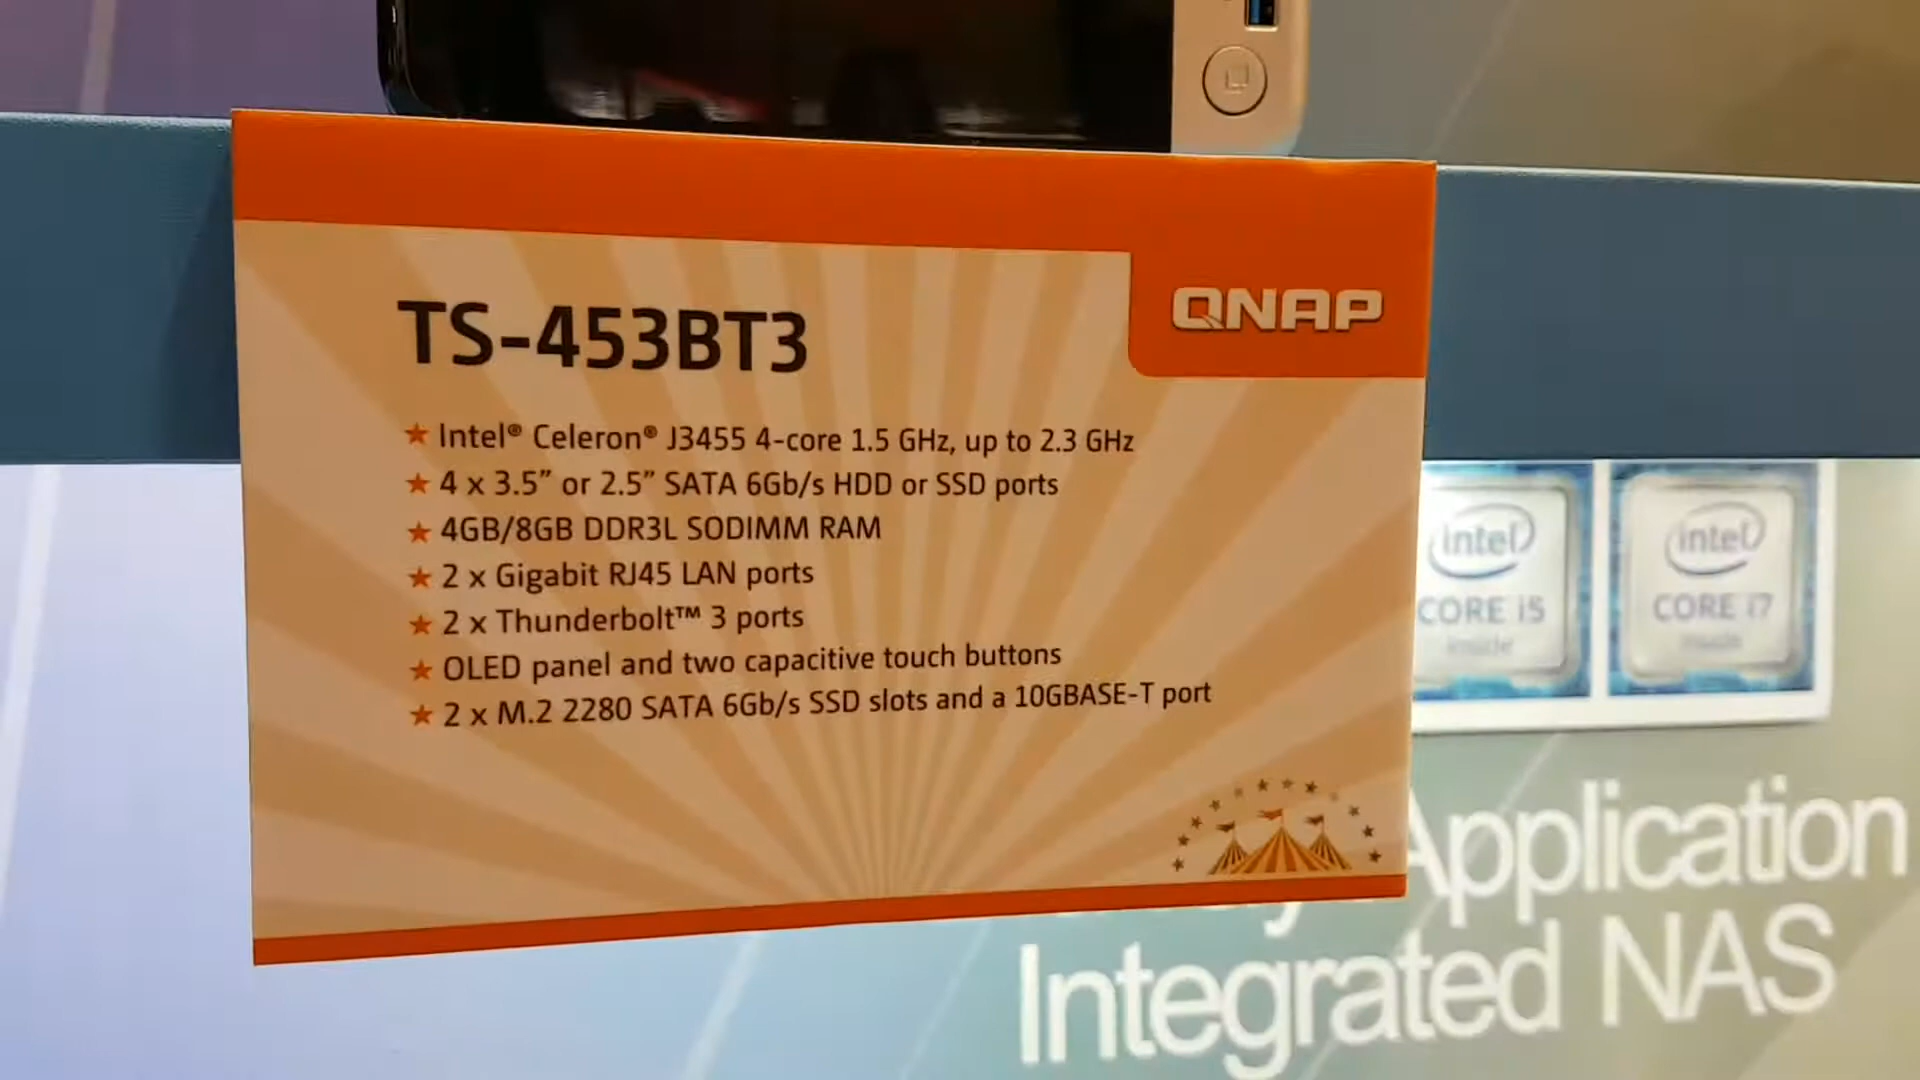 QNAP
TS-453BT3
★ Intel® Celeron® J3455 4-core 1.5 GHz, up to 2.3 GHz
★ 4 x 3.5” or 2.5” SATA 6Gb/s HDD or SSD ports
★ 4GB/8GB DDR3L SODIMM RAM
★ 2 x Gigabit RJ45 LAN ports
★ 2 x Thunderbolt™ 3 ports
★ OLED panel and two capacitive touch buttons
★ 2 x M.2 2280 SATA 6Gb/s SSD slots and a 10GBASE-T port
intel
CORE i5
inside
intel
CORE i7
inside
Application
Integrated NAS